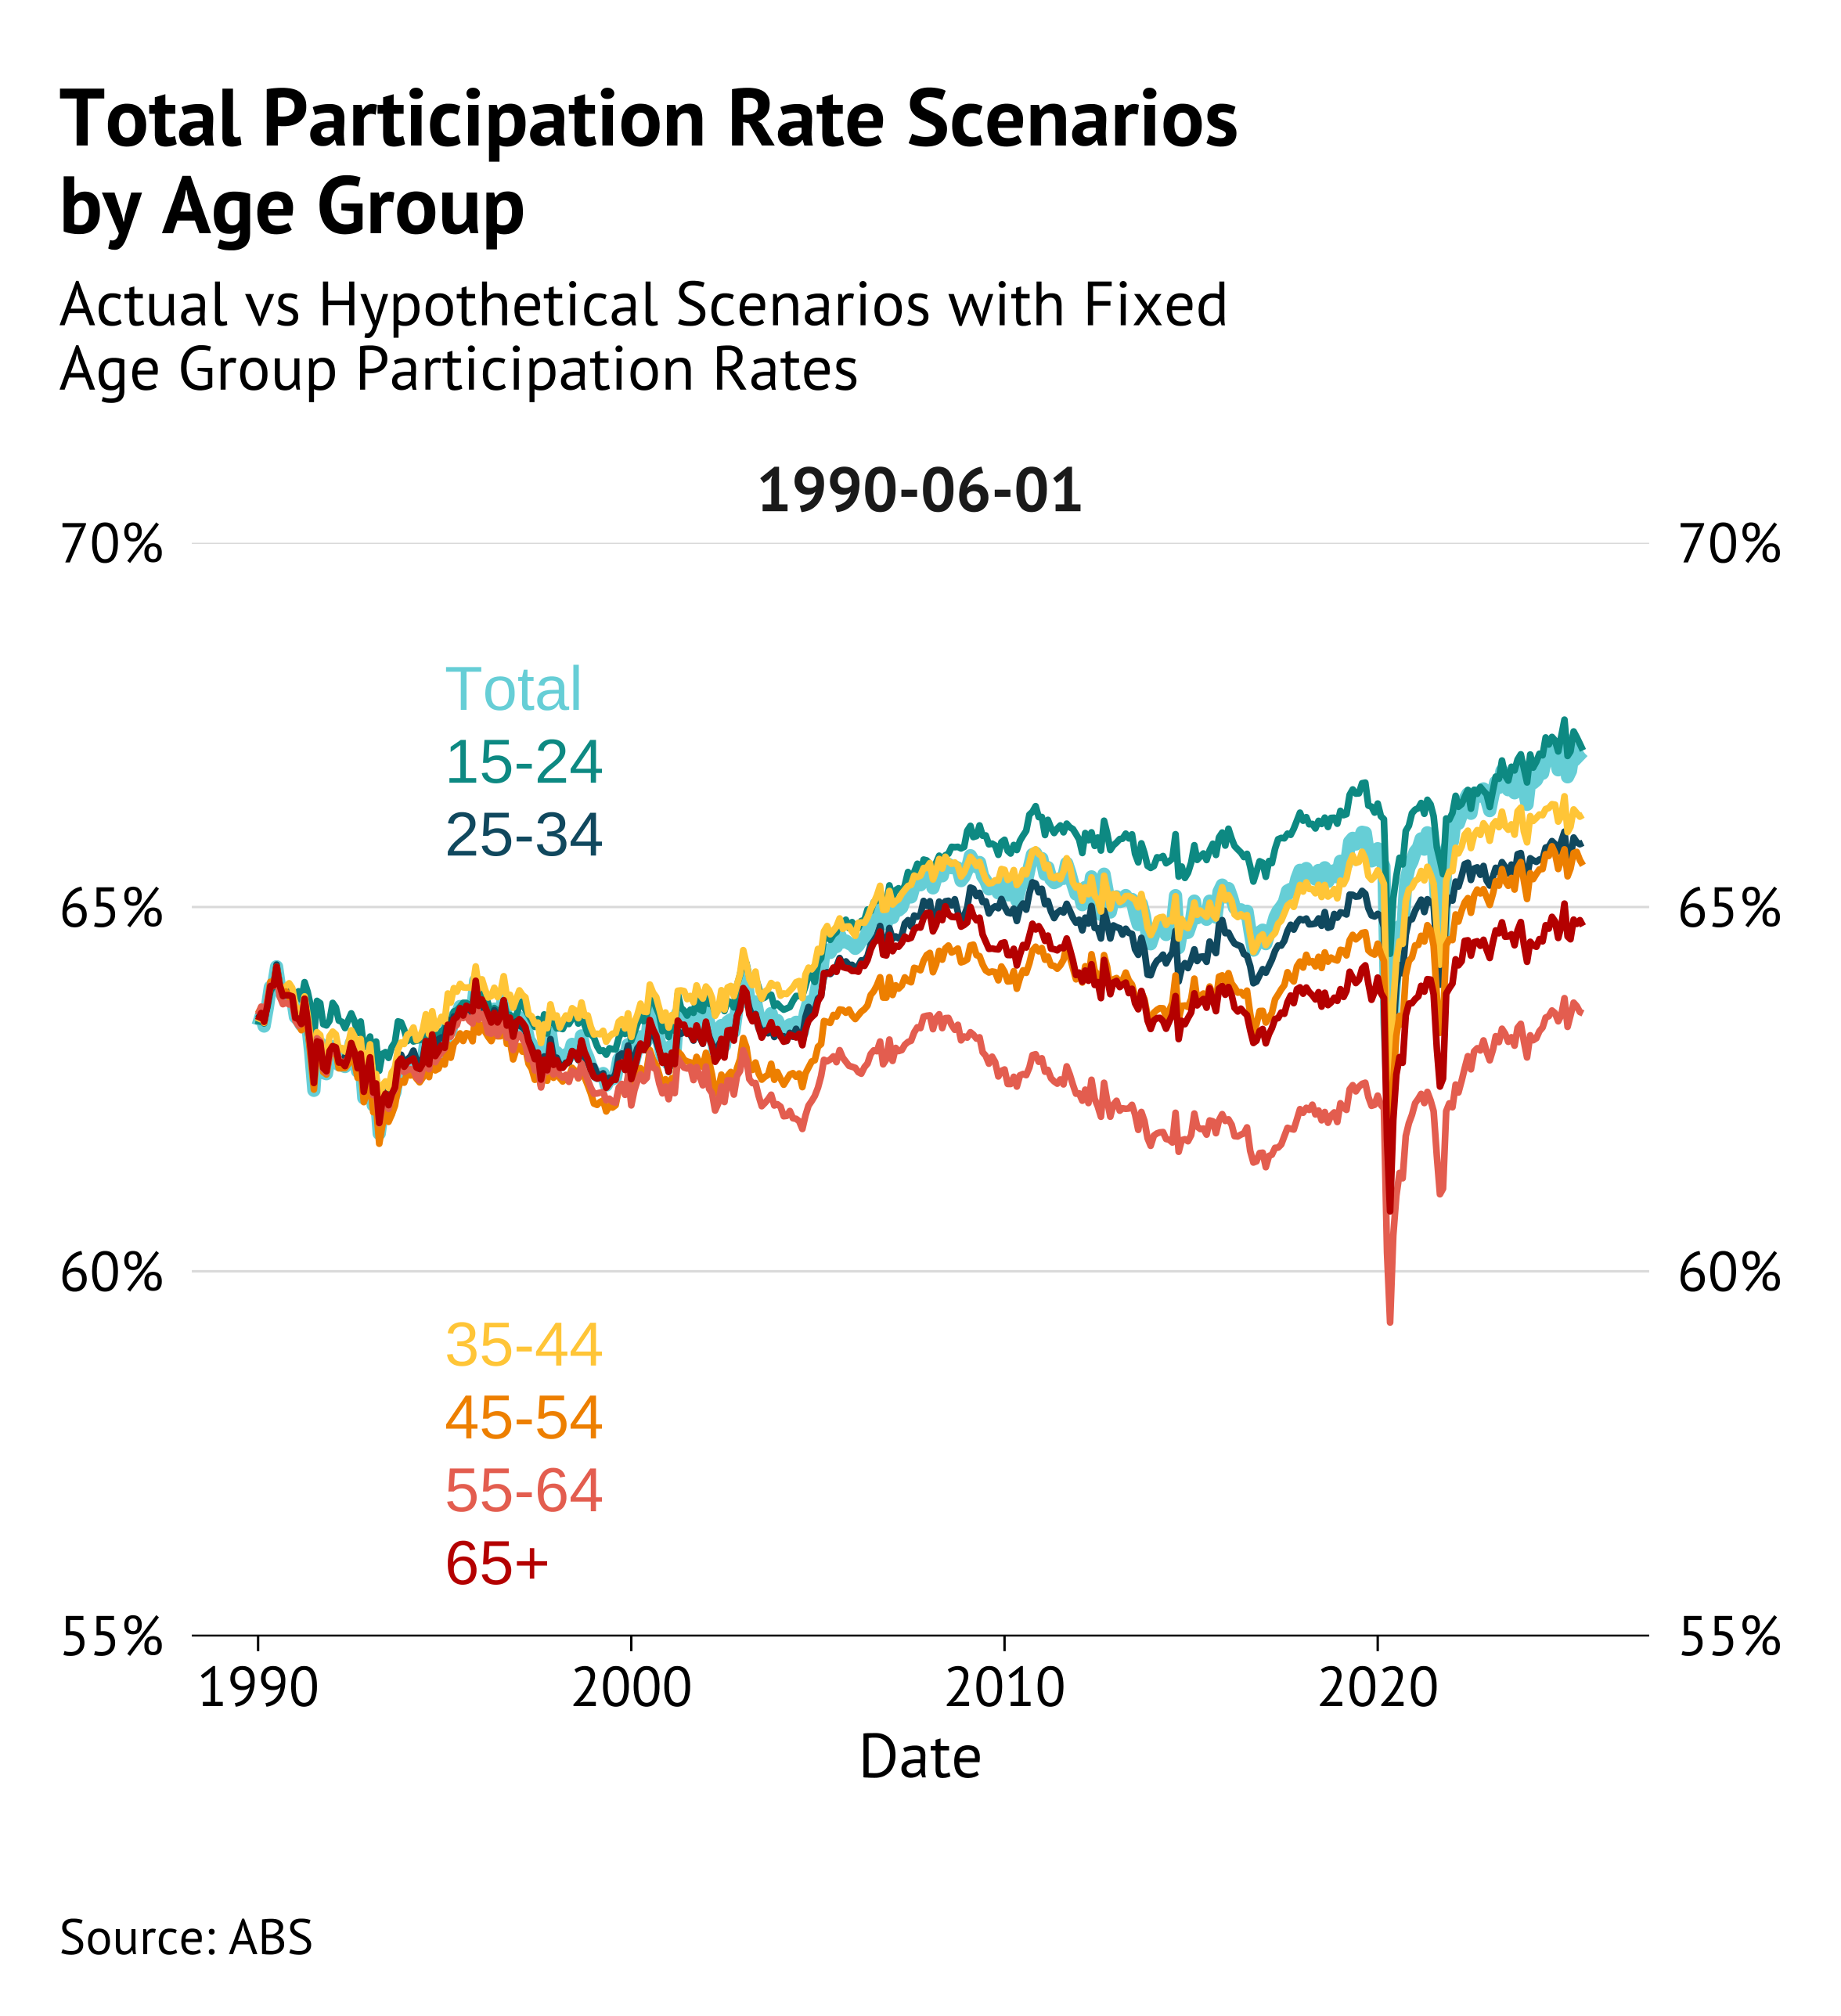 Total Participation Rate Scenarios
by Age Group
Actual vs Hypothetical Scenarios with Fixed
Age Group Participation Rates
1990-06-01
70% 70%
Total
15-24
25-34
65% 65%
60% 60%
35-44
45-54
55-64
65+
55% 55%
1990 2000 2010 2020
Date
Source: ABS